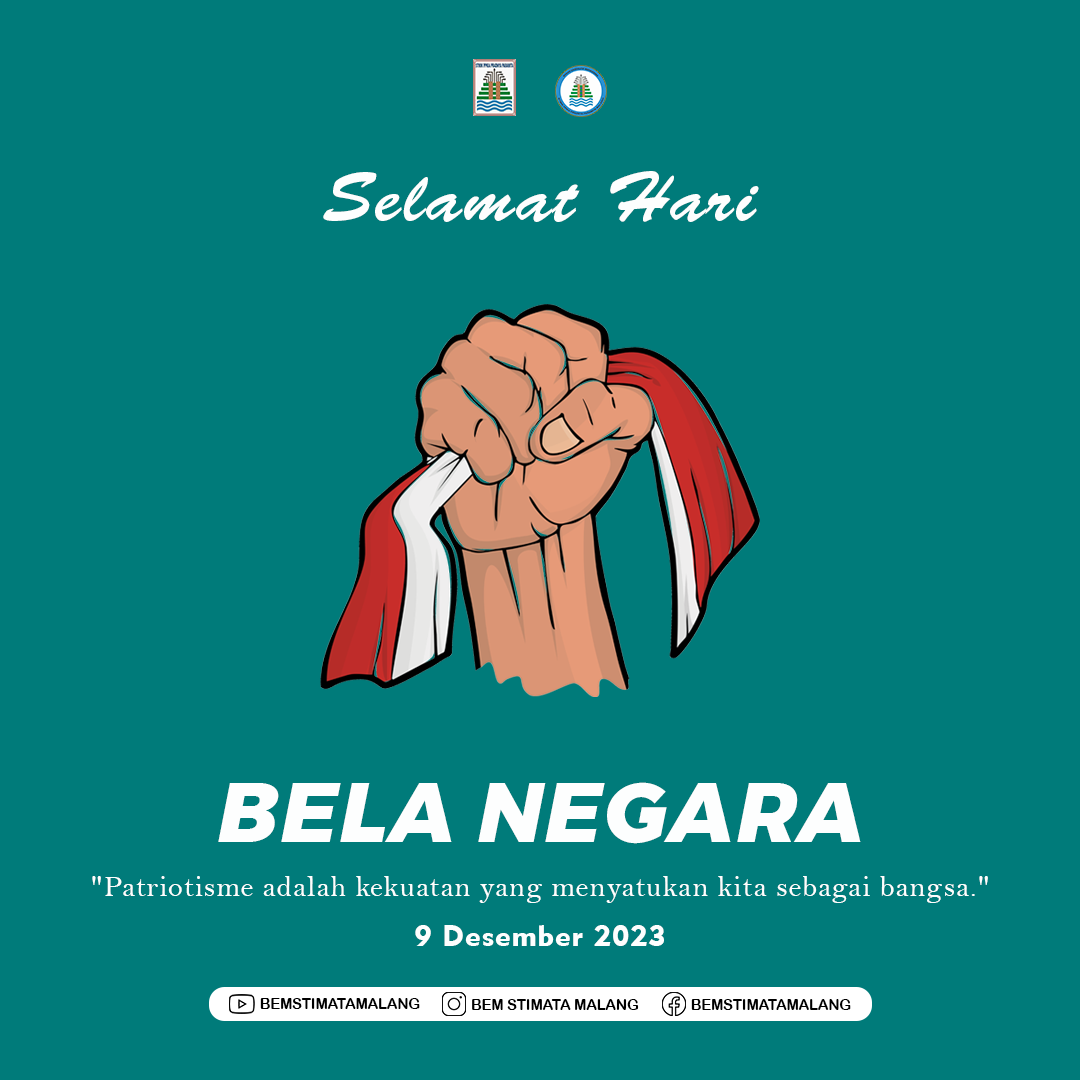 Selamat Hari
BELA NEGARA
"Patriotisme adalah kekuatan yang menyatukan kita sebagai bangsa."
9 Desember 2023
BEMSTIMATAMALANG BEM STIMATA MALANG BEMSTIMATAMALANG